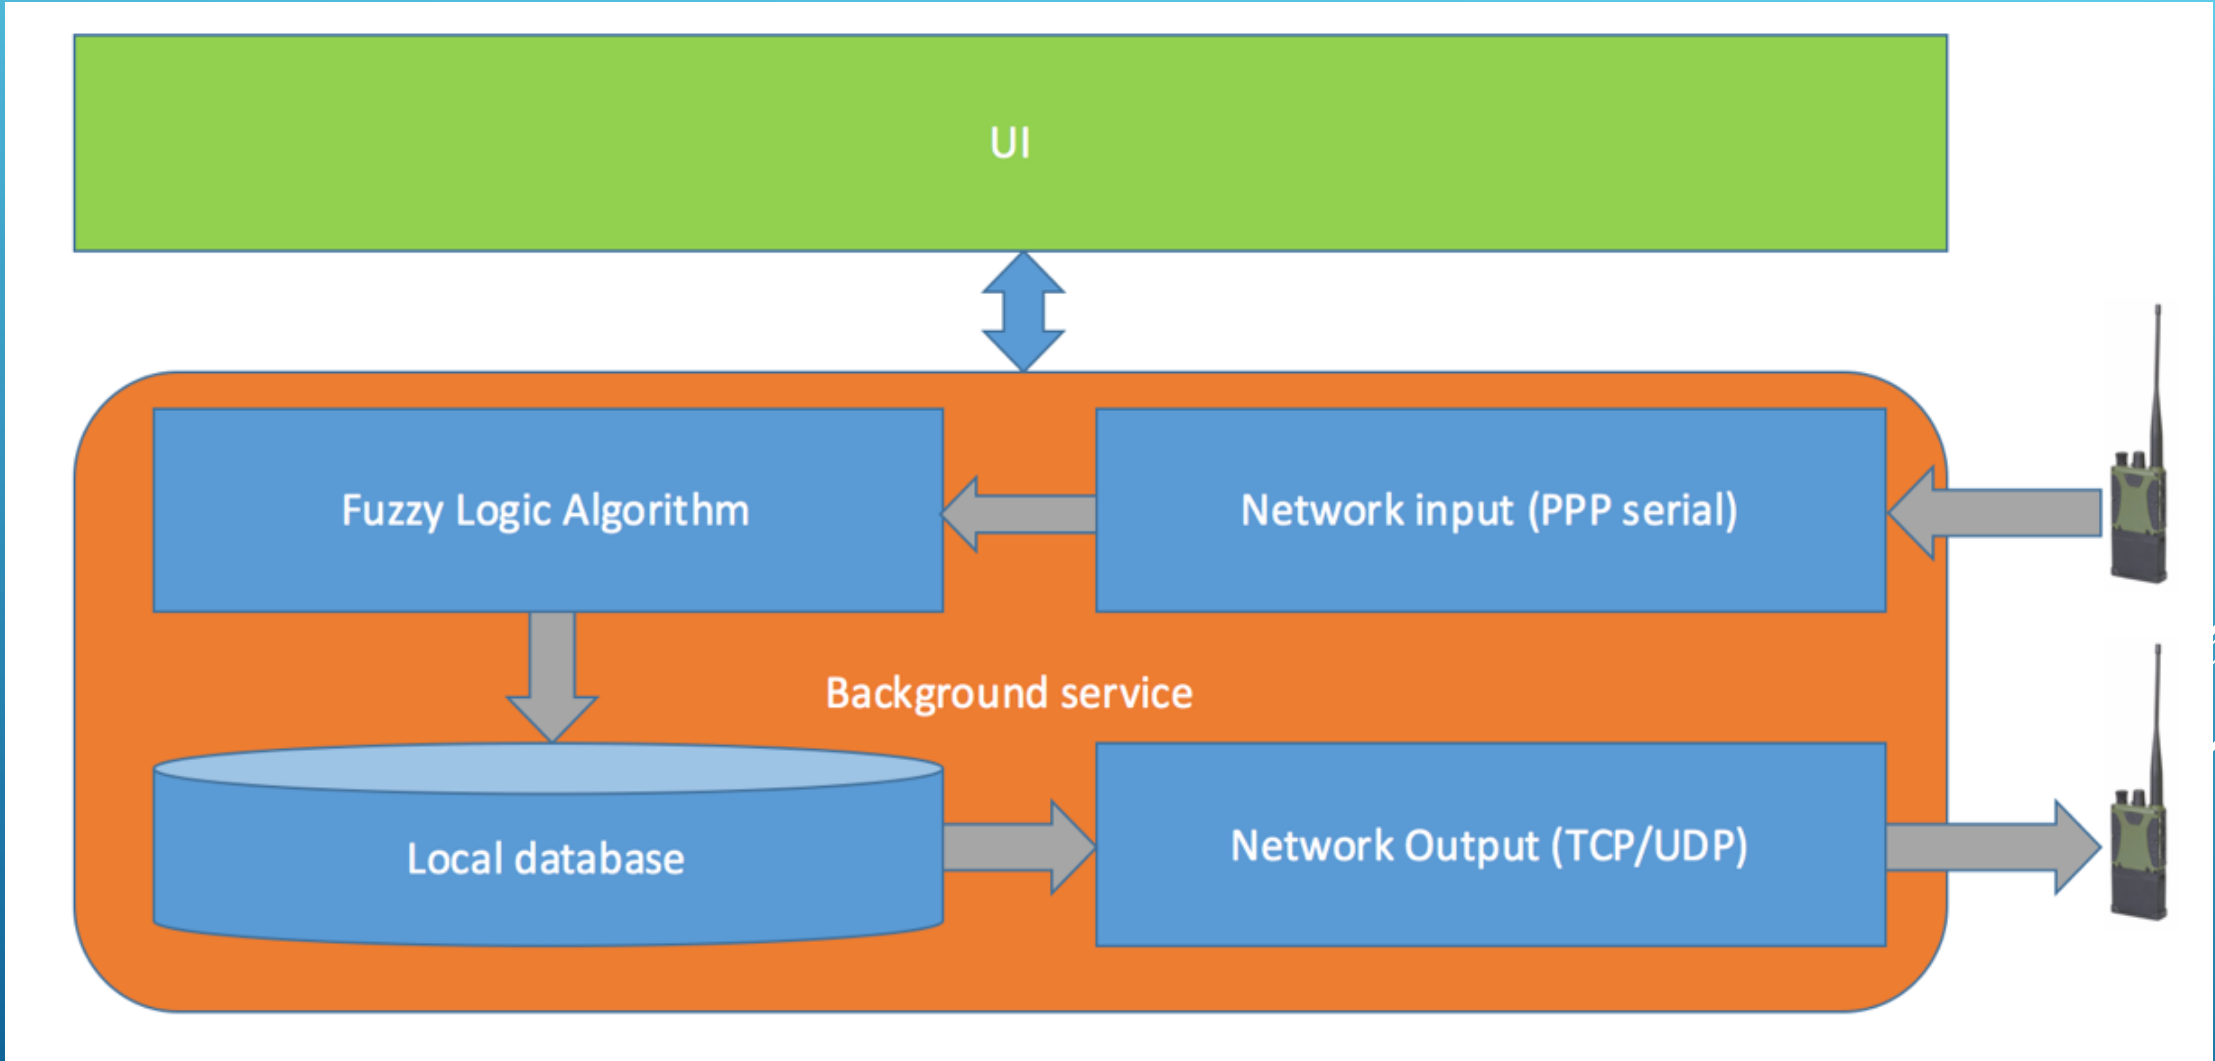 UI
Fuzzy Logic Algorithm
Network input (PPP serial)
Background service
Local database
Network Output (TCP/UDP)